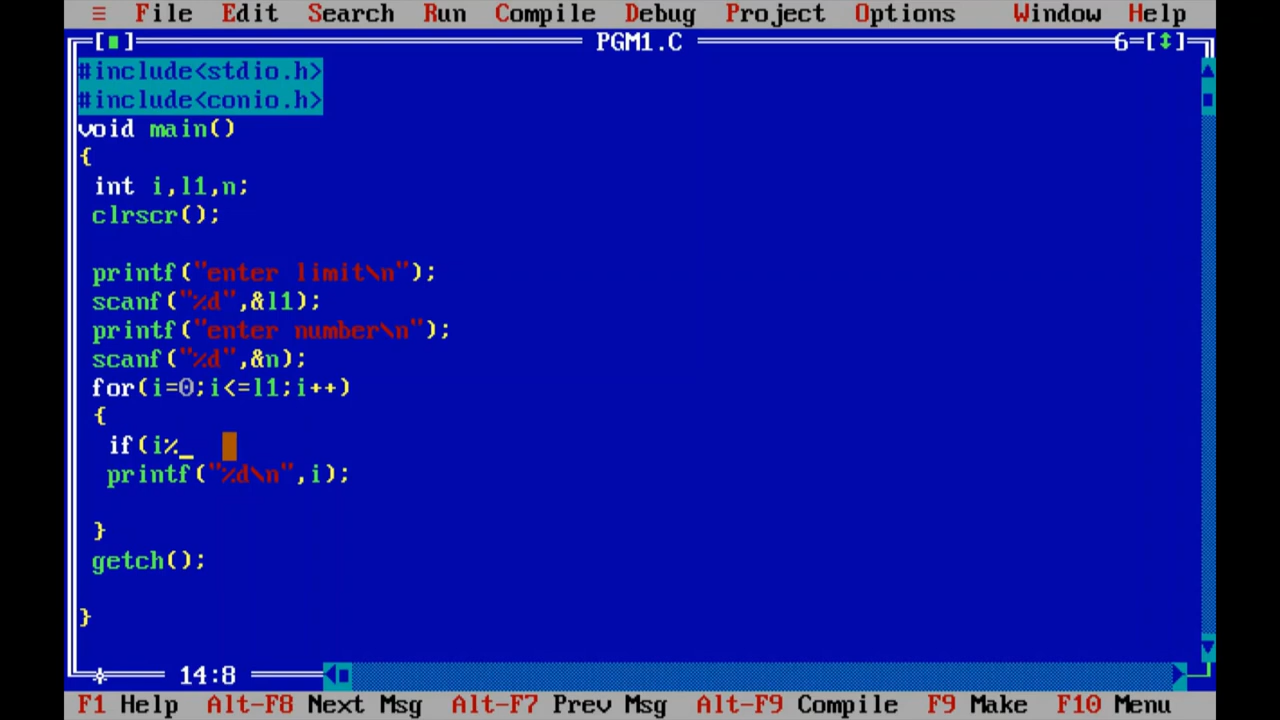 ≡ File Edit Search Run Compile Debug Project Options Window Help
[■] PGM1.C 6=[↕]
#include<stdio.h>
#include<conio.h>
void main()
{
int i,l1,n;
clrscr();
printf("enter limit\n");
scanf("%d",&l1);
printf("enter number\n");
scanf("%d",&n);
for(i=0;i<=l1;i++)
{
if(i%_
printf("%d\n",i);
}
getch();
}
14:8
F1 Help Alt-F8 Next Msg Alt-F7 Prev Msg Alt-F9 Compile F9 Make F10 Menu